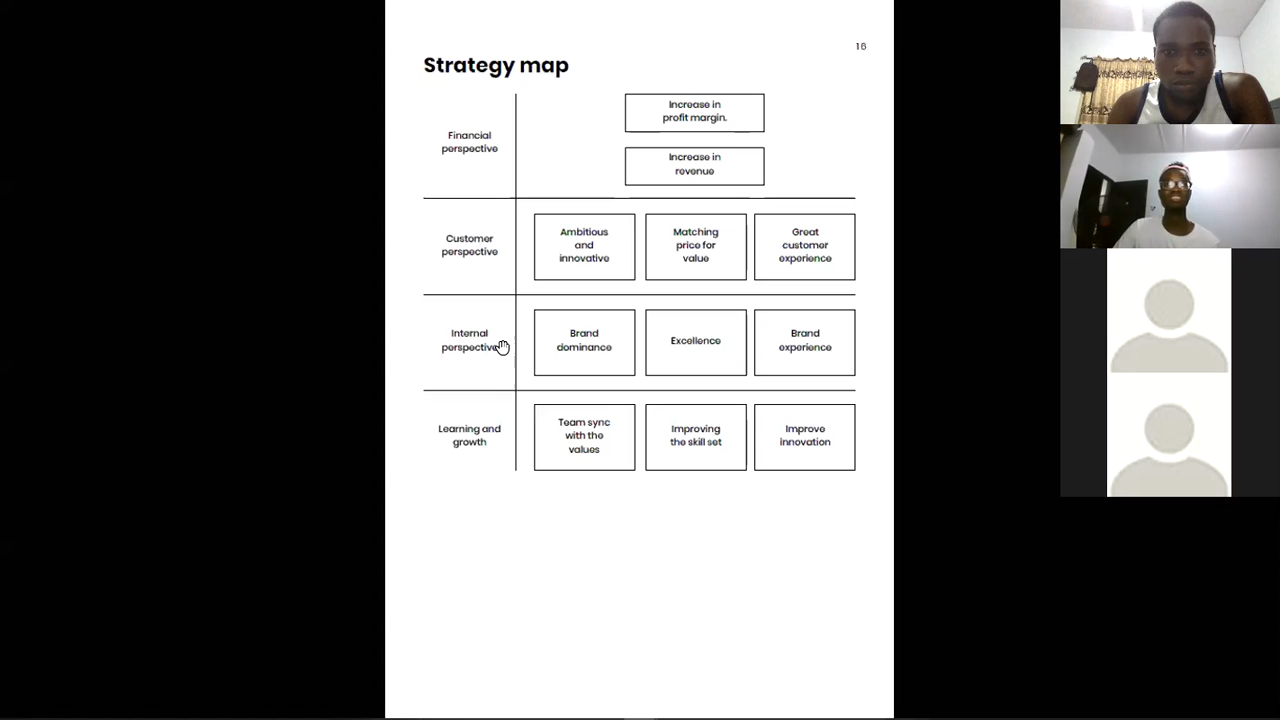 16
Strategy map
Financial
perspective
Increase in
profit margin.
Increase in
revenue
Customer
perspective
Ambitious
and
innovative
Matching
price for
value
Great
customer
experience
Internal
perspective
Brand
dominance
Excellence
Brand
experience
Learning and
growth
Team sync
with the
values
Improving
the skill set
Improve
innovation